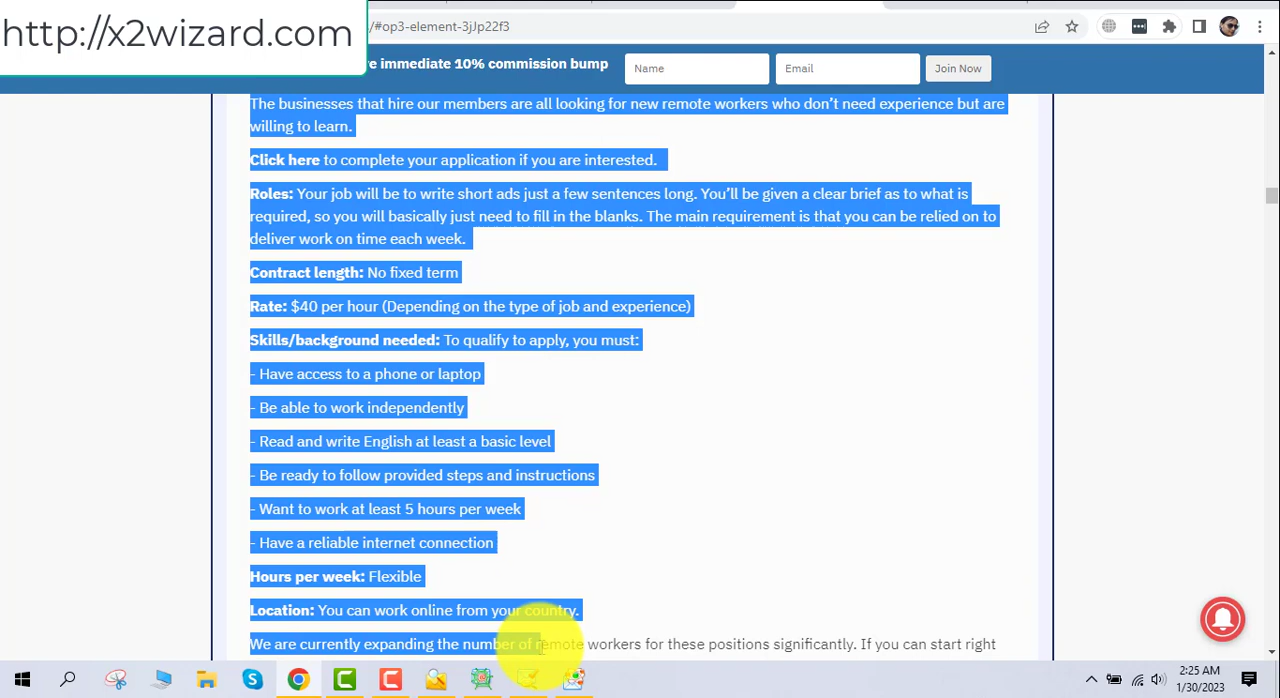 http://x2wizard.com
/#op3-element-3jJp22f3
re immediate 10% commission bump
Name
Email
Join Now
The businesses that hire our members are all looking for new remote workers who don’t need experience but are
willing to learn.
Click here to complete your application if you are interested.
Roles: Your job will be to write short ads just a few sentences long. You’ll be given a clear brief as to what is
required, so you will basically just need to fill in the blanks. The main requirement is that you can be relied on to
deliver work on time each week.
Contract length: No fixed term
Rate: $40 per hour (Depending on the type of job and experience)
Skills/background needed: To qualify to apply, you must:
- Have access to a phone or laptop
- Be able to work independently
- Read and write English at least a basic level
- Be ready to follow provided steps and instructions
- Want to work at least 5 hours per week
- Have a reliable internet connection
Hours per week: Flexible
Location: You can work online from your country.
We are currently expanding the number of remote workers for these positions significantly. If you can start right
2:25 AM
1/30/2023